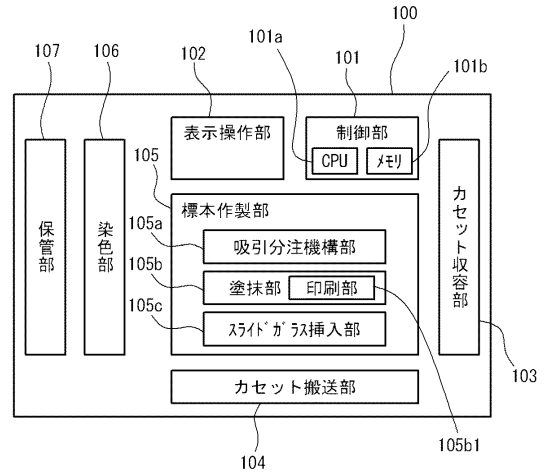 100
101a
101
101b
102
107
106
表示操作部
制御部
CPU
ﾒﾓﾘ
105
標本作製部
105a
吸引分注機構部
105b
塗抹部
印刷部
105c
ｽﾗｲﾄﾞｶﾞﾗｽ挿入部
保管部
染色部
カセット収容部
カセット搬送部
103
104
105b1